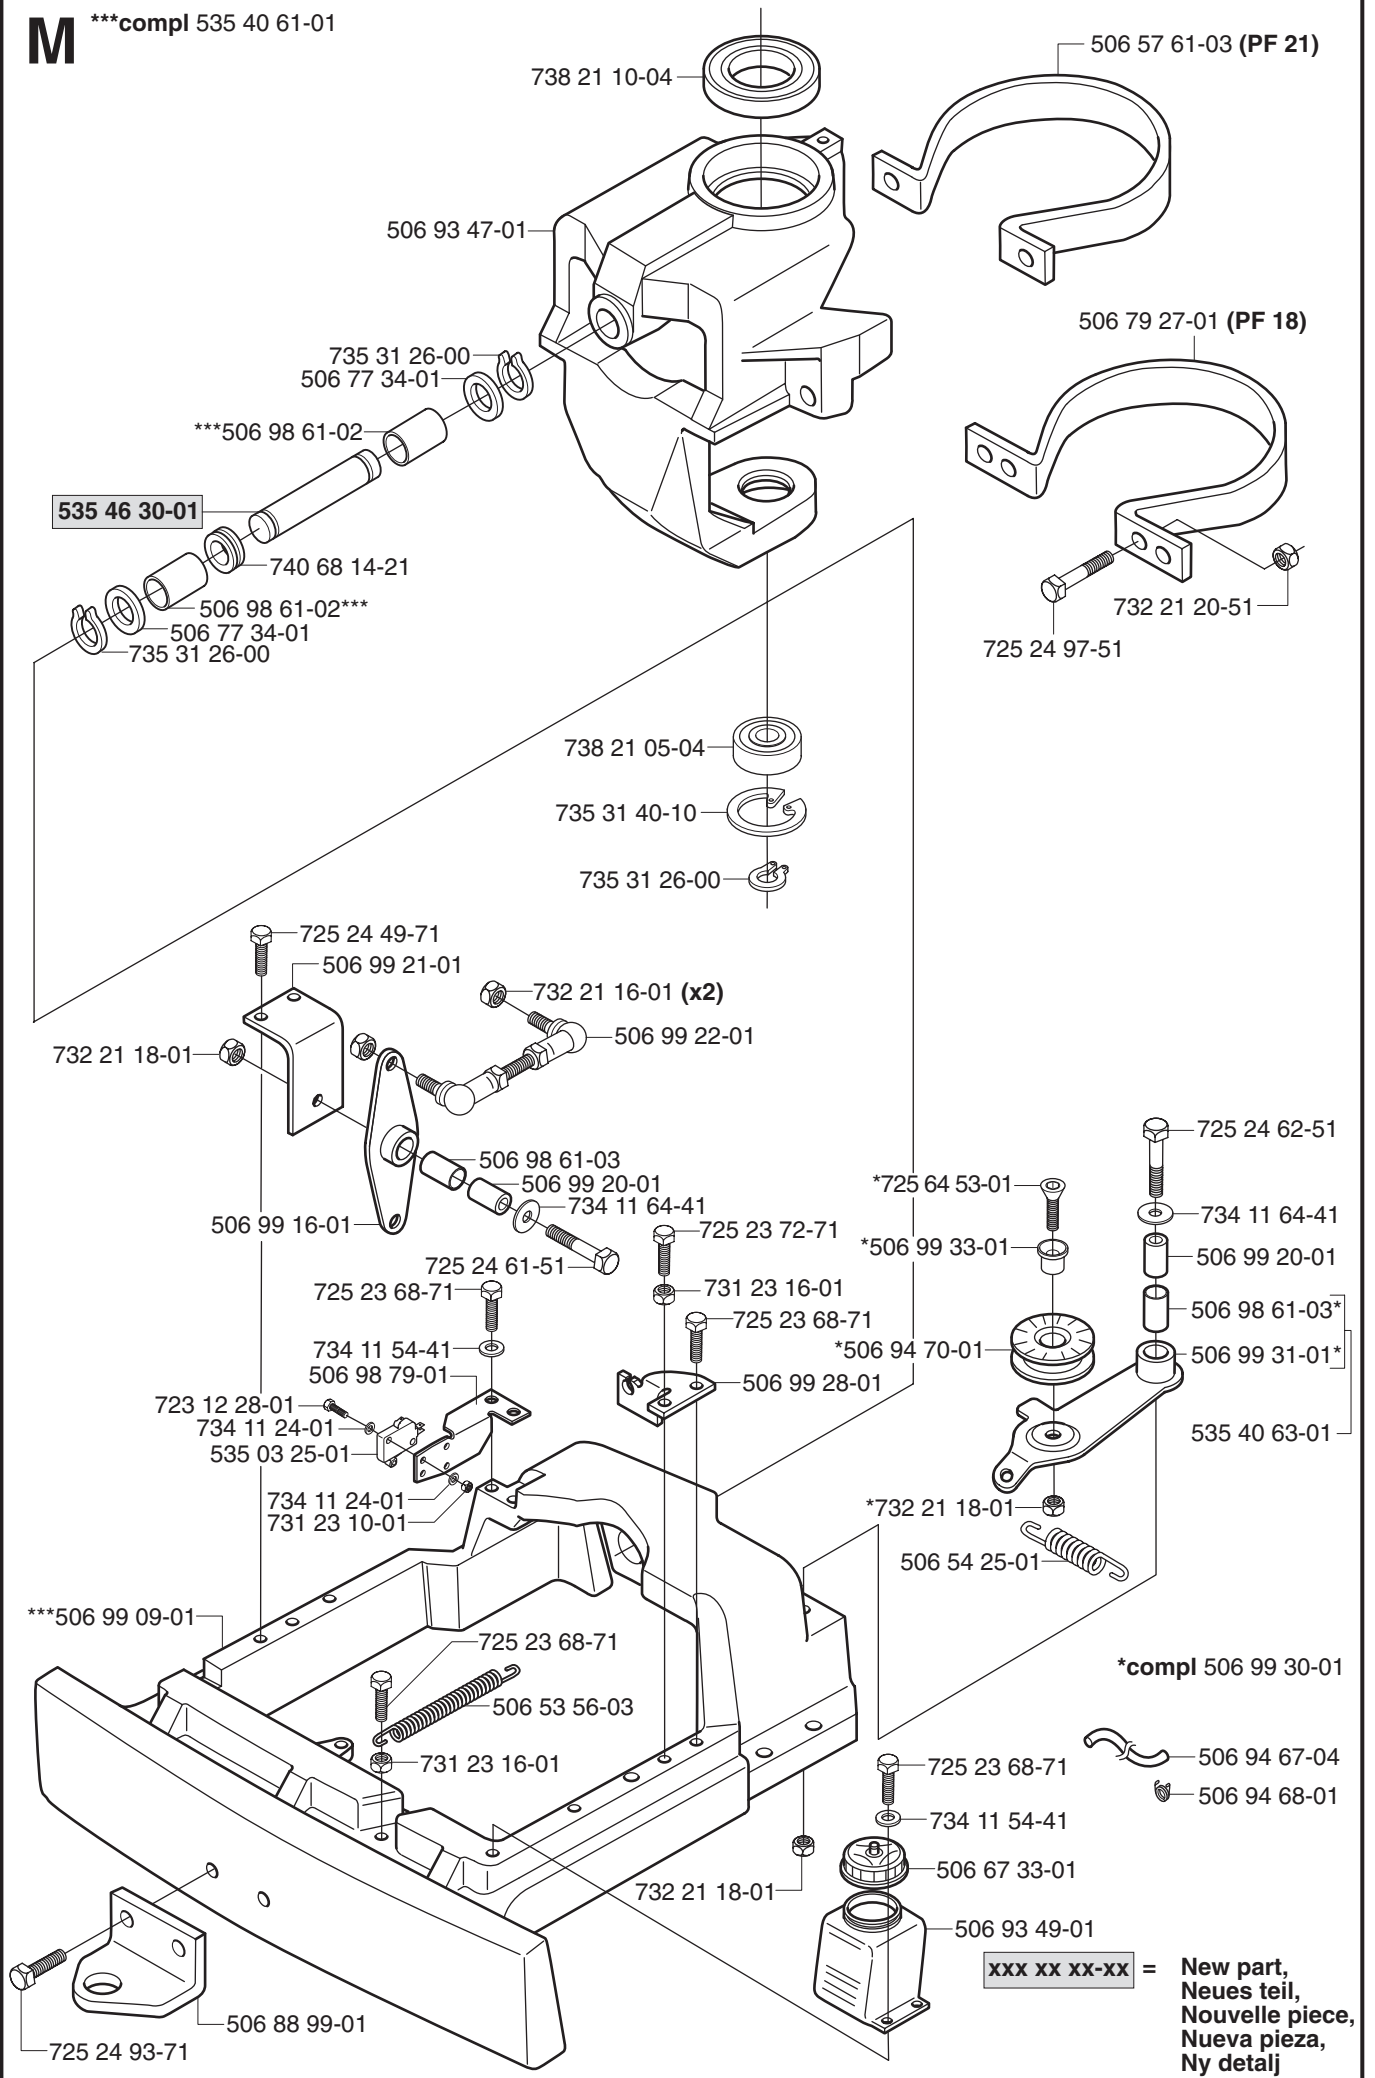 M ***compl 535 40 61-01
738 21 10-04
506 57 61-03 (PF 21)
506 93 47-01
506 79 27-01 (PF 18)
735 31 26-00
506 77 34-01
***506 98 61-02
535 46 30-01
740 68 14-21
506 98 61-02***
506 77 34-01
735 31 26-00
732 21 20-51
725 24 97-51
738 21 05-04
735 31 40-10
735 31 26-00
725 24 49-71
506 99 21-01
732 21 16-01 (x2)
506 99 22-01
732 21 18-01
506 98 61-03
506 99 20-01
734 11 64-41
506 99 16-01
725 24 61-51
725 24 62-51
*725 64 53-01
734 11 64-41
*506 99 33-01
506 99 20-01
506 98 61-03*
*506 94 70-01
506 99 31-01*
535 40 63-01
725 23 72-71
731 23 16-01
725 23 68-71
725 23 68-71
734 11 54-41
506 98 79-01
506 99 28-01
723 12 28-01
734 11 24-01
535 03 25-01
734 11 24-01
731 23 10-01
*732 21 18-01
506 54 25-01
***506 99 09-01
725 23 68-71
506 53 56-03
731 23 16-01
*compl 506 99 30-01
506 94 67-04
506 94 68-01
725 23 68-71
734 11 54-41
506 67 33-01
732 21 18-01
506 93 49-01
506 88 99-01
725 24 93-71
xxx xx xx-xx = New part,
Neues teil,
Nouvelle piece,
Nueva pieza,
Ny detalj